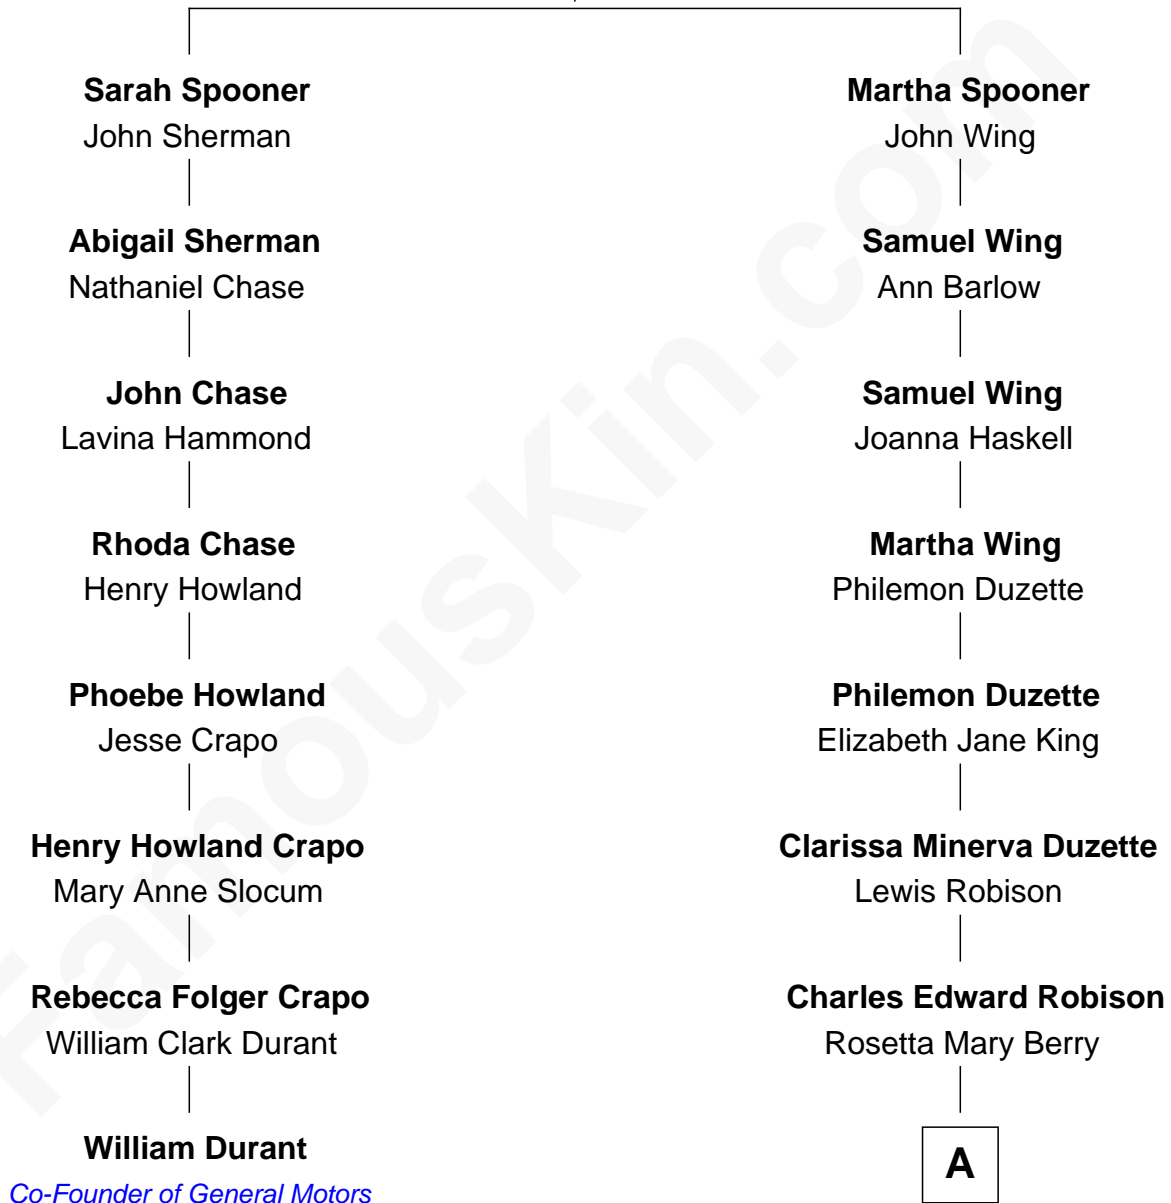 Sarah Spooner
John Sherman
Abigail Sherman
Nathaniel Chase
John Chase
Lavina Hammond
Rhoda Chase
Henry Howland
Phoebe Howland
Jesse Crapo
Henry Howland Crapo
Mary Anne Slocum
Rebecca Folger Crapo
William Clark Durant
William Durant
Co-Founder of General Motors
Martha Spooner
John Wing
Samuel Wing
Ann Barlow
Samuel Wing
Joanna Haskell
Martha Wing
Philemon Duzette
Philemon Duzette
Elizabeth Jane King
Clarissa Minerva Duzette
Lewis Robison
Charles Edward Robison
Rosetta Mary Berry
A
FamousKin.com